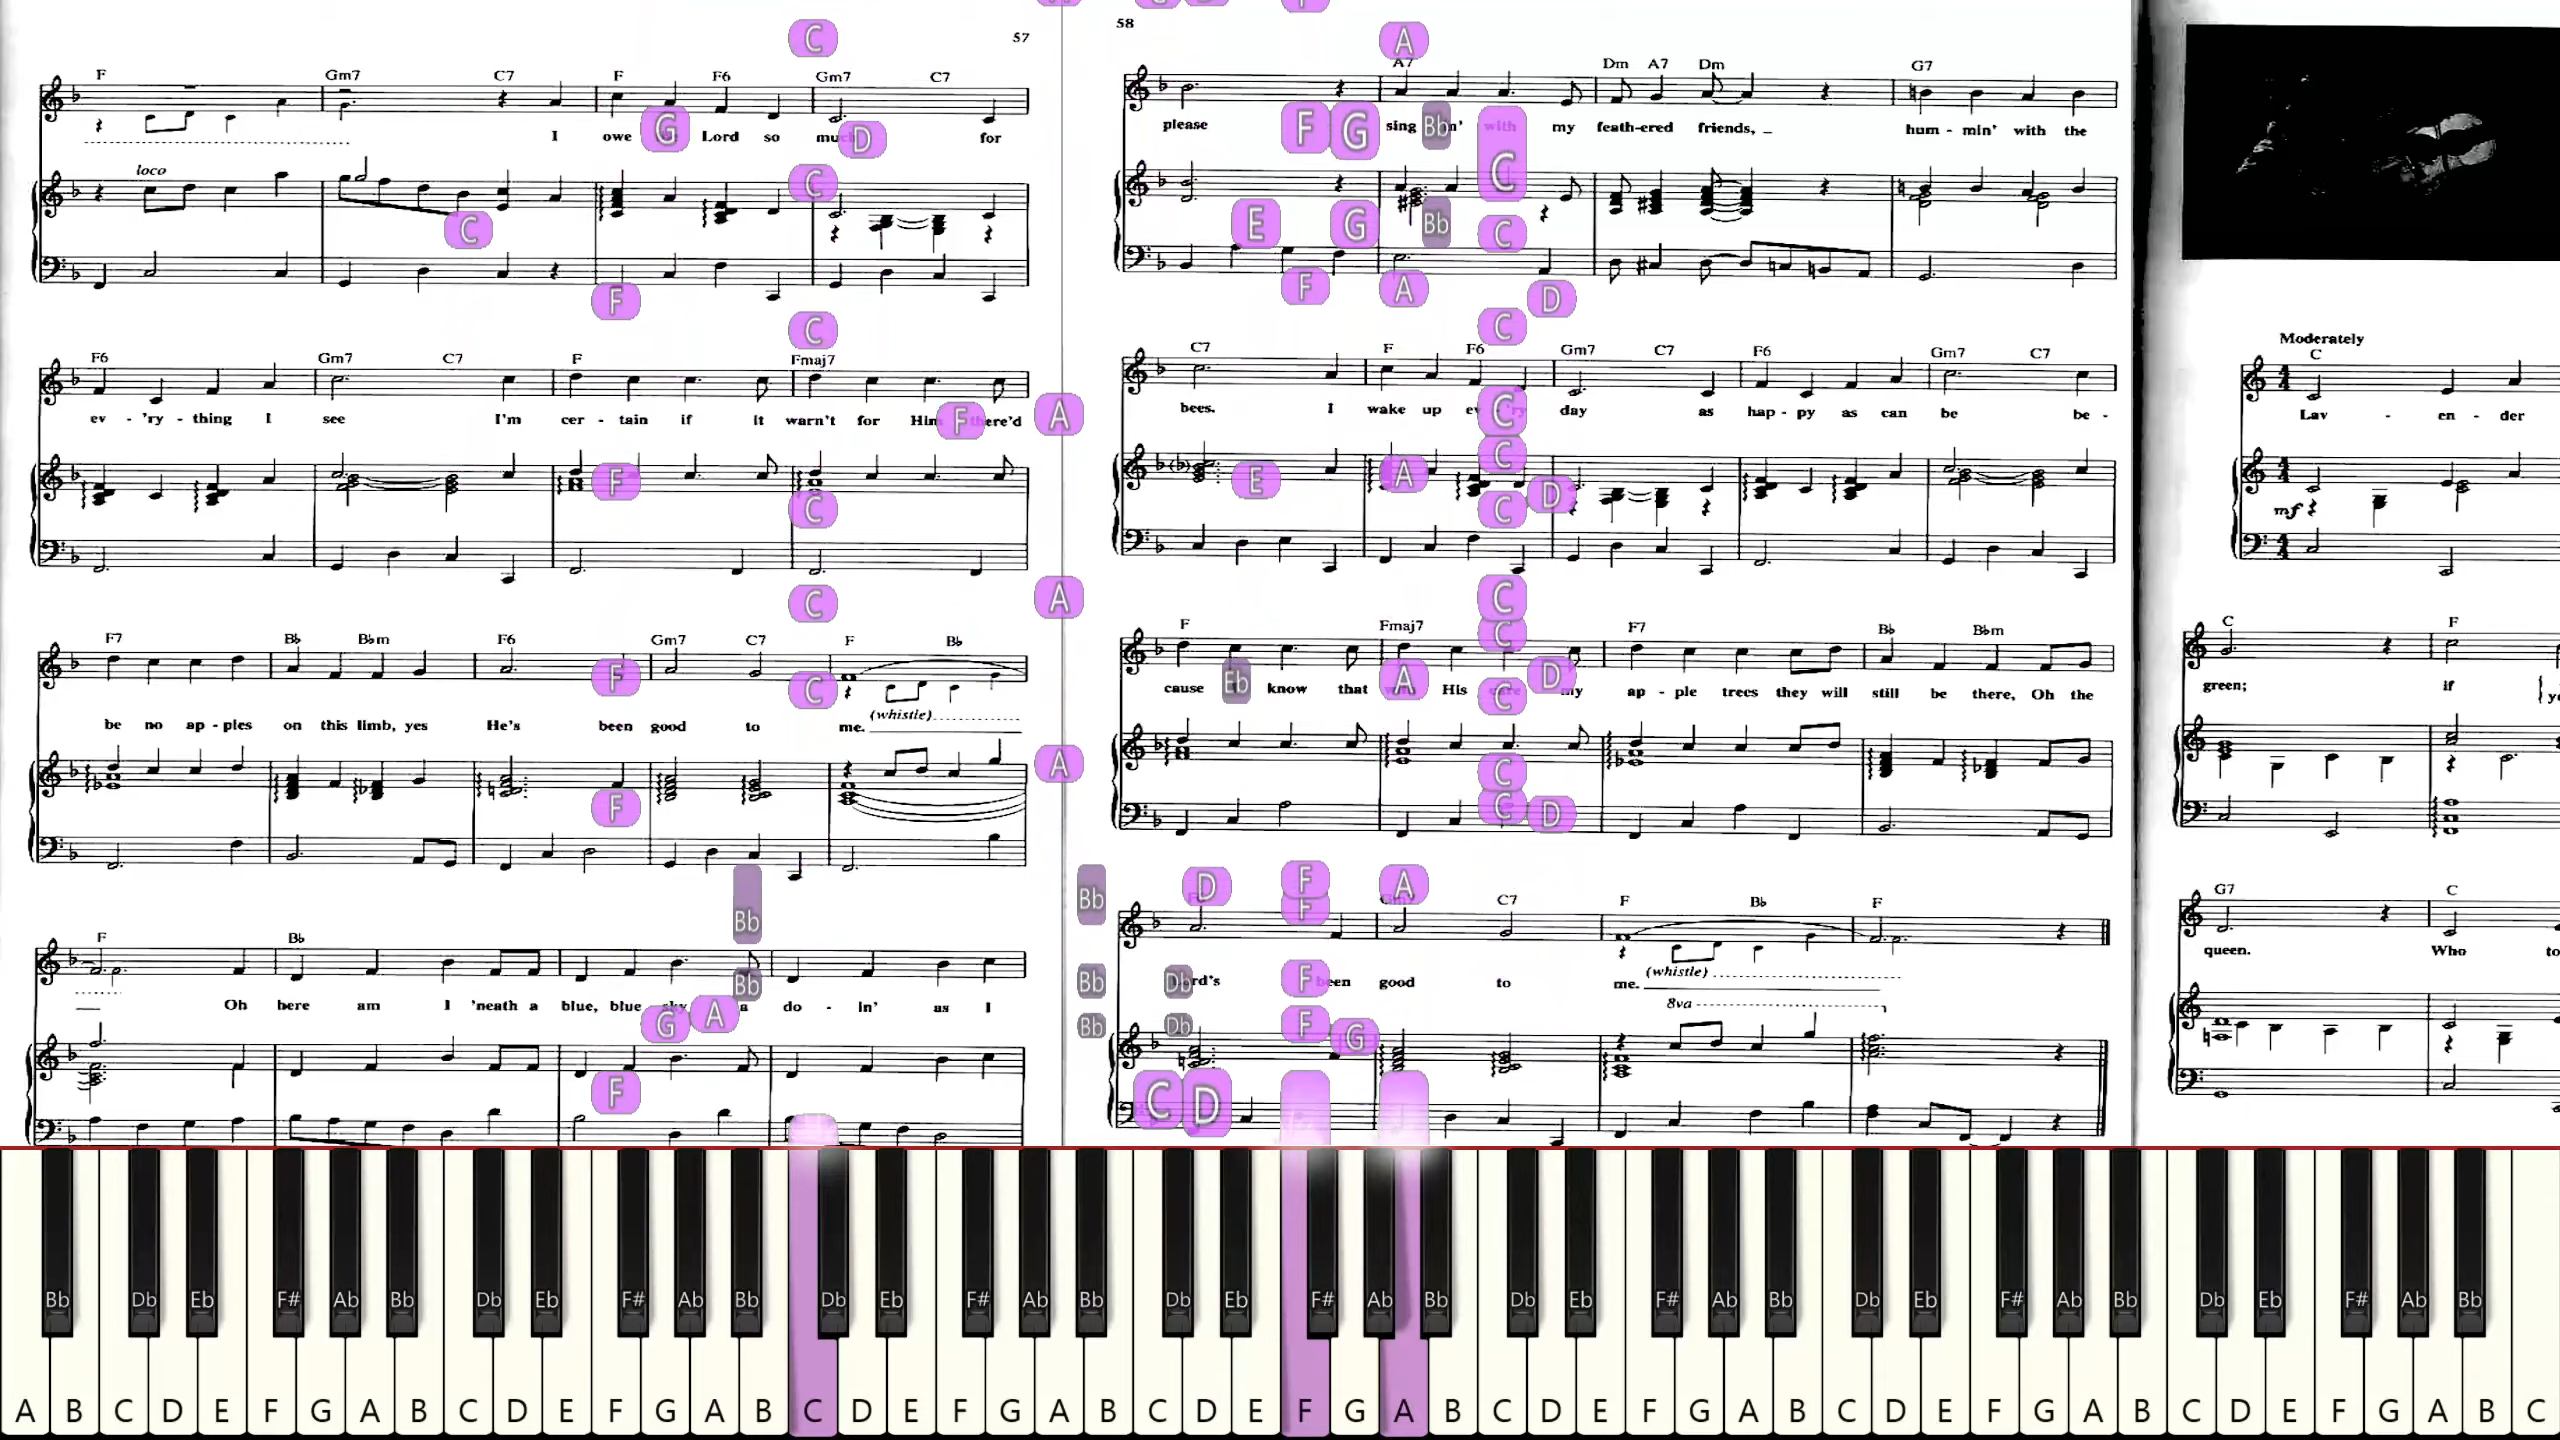 57
F Gm7 C7 F F6 Gm7 C7
I owe Lord so for
loco
F6 Gm7 C7 F Fmaj7
ev - 'ry - thing I see I'm cer - tain if it warn't for there'd
F7 B♭ B♭m F6 Gm7 C7 F B♭
be no ap - ples on this limb, yes He's been good to me.
(whistle)
F B♭
Oh here am I 'neath a blue, blue sky a do - in' as I
58
A7 Dm A7 Dm G7
please sing with my feath-ered friends, hum - min' with the
C7 F F6 Gm7 C7 F6 Gm7 C7
bees. I wake up day as hap - py as can be be -
F Fmaj7 F7 B♭ B♭m
cause know that His my ap - ple trees they will still be there, Oh the
C7 F B♭ F
good to me.
(whistle)
8va
Moderately
C
Lav - en - der
mf
C F
green; if
G7 C
queen. Who to
C A
F G Bb C
G D
C
E G Bb C
C
F A D
F
C C
C
F A
E A C
F C D
C C
A C
F Eb A D
C C
A C
F C D
Bb Bb D F A
F
Bb Bb Db F
G A Bb Db F G
F C D
Bb Db Eb F# Ab Bb Db Eb F# Ab Bb Db Eb F# Ab Bb Db Eb F# Ab Bb Db Eb F# Ab Bb Db Eb F# Ab Bb Db Eb F# Ab Bb
A B C D E F G A B C D E F G A B C D E F G A B C D E F G A B C D E F G A B C D E F G A B C D E F G A B C